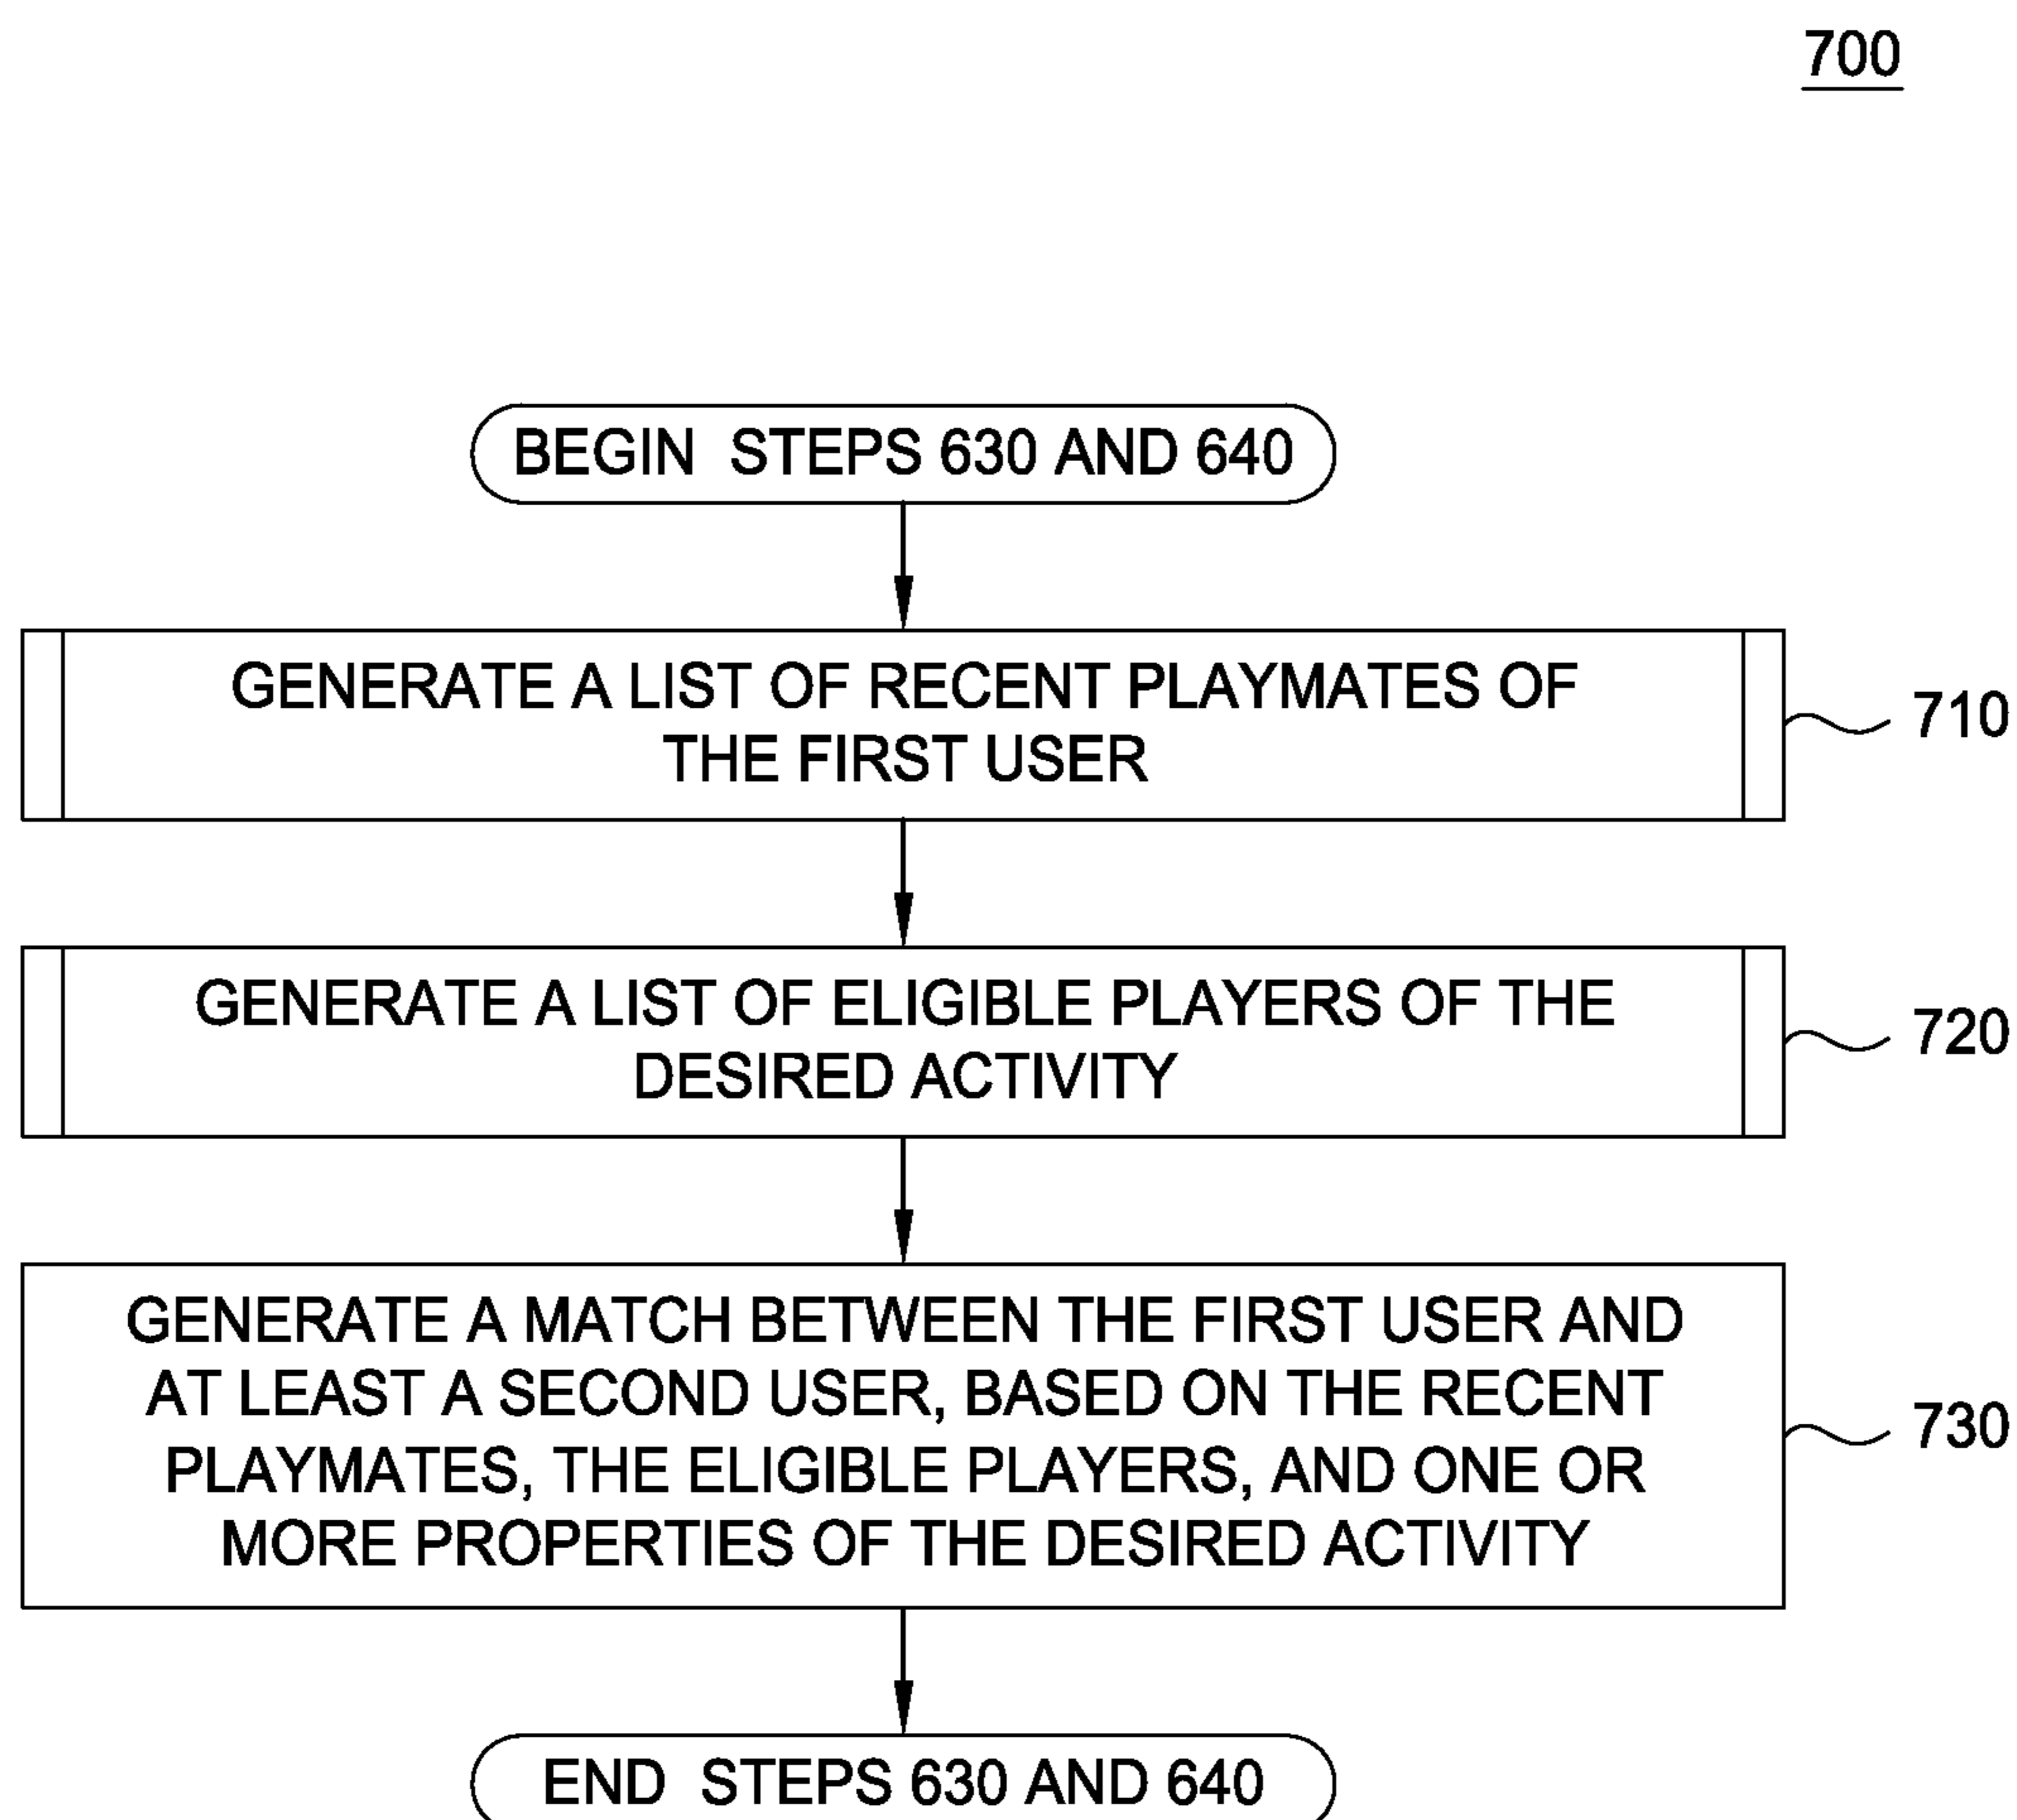 700
BEGIN STEPS 630 AND 640
GENERATE A LIST OF RECENT PLAYMATES OF
THE FIRST USER
710
GENERATE A LIST OF ELIGIBLE PLAYERS OF THE
DESIRED ACTIVITY
720
GENERATE A MATCH BETWEEN THE FIRST USER AND
AT LEAST A SECOND USER, BASED ON THE RECENT
PLAYMATES, THE ELIGIBLE PLAYERS, AND ONE OR
MORE PROPERTIES OF THE DESIRED ACTIVITY
730
END STEPS 630 AND 640